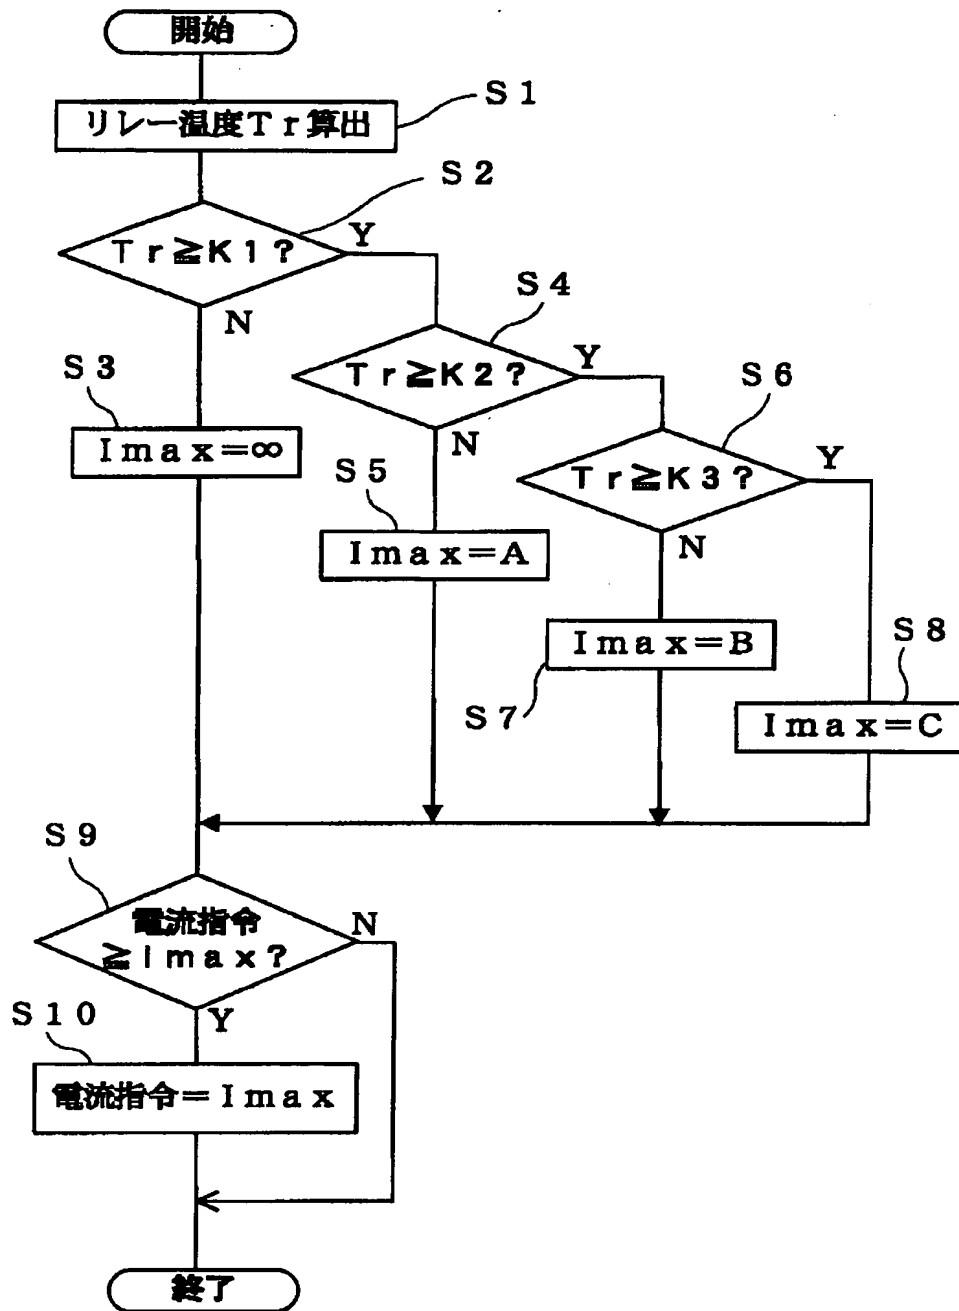 開始
S1
リレー温度Tr算出
S2
Tr≧K1?
Y
N
S4
Tr≧K2?
Y
N
S3
Imax=∞
S6
Tr≧K3?
Y
N
S5
Imax=A
Imax=B
S7
S8
Imax=C
S9
電流指令
≧Imax?
N
Y
S10
電流指令=Imax
終了